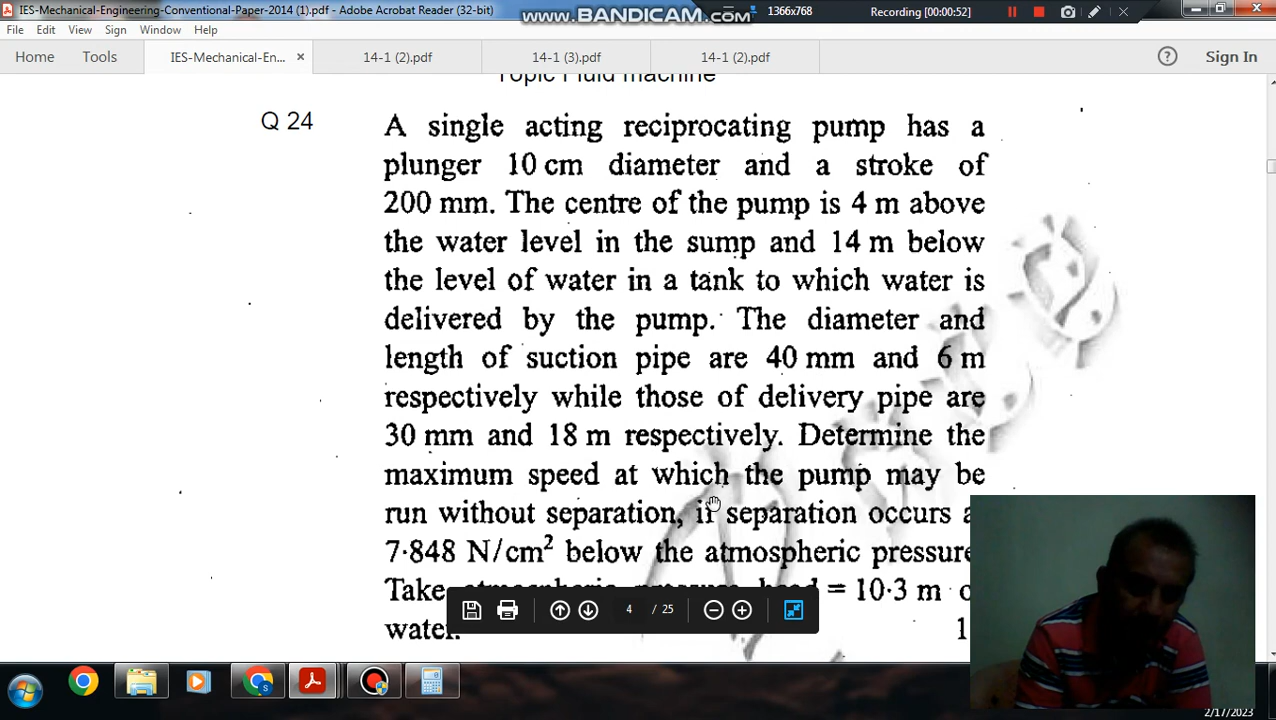 IES-Mechanical-Engineering-Conventional-Paper-2014 (1).pdf - Adobe Acrobat Reader (32-bit)
www.BANDICAM.com
1366x768
Recording [00:00:52]
File Edit View Sign Window Help
Home Tools IES-Mechanical-En... 14-1 (2).pdf 14-1 (3).pdf 14-1 (2).pdf Sign In
Topic Fluid machine
Q 24
A single acting reciprocating pump has a
plunger 10 cm diameter and a stroke of
200 mm. The centre of the pump is 4 m above
the water level in the sump and 14 m below
the level of water in a tank to which water is
delivered by the pump. The diameter and
length of suction pipe are 40 mm and 6 m
respectively while those of delivery pipe are
30 mm and 18 m respectively. Determine the
maximum speed at which the pump may be
run without separation, if separation occurs
7·848 N/cm² below the atmospheric pressure
Take = 10·3 m
water.
4 / 25
2/17/2023